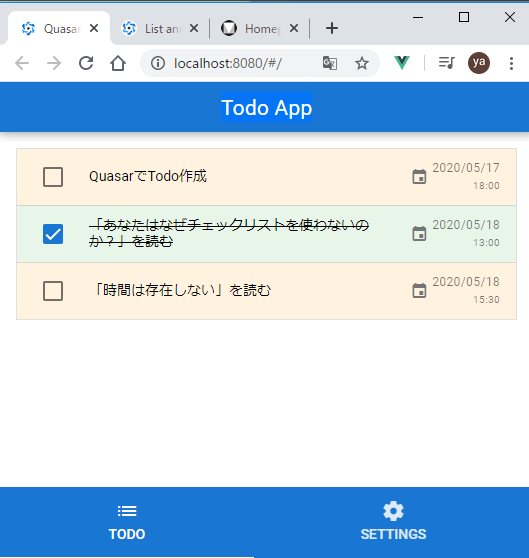 Quasar
List and
Homep
localhost:8080/#/
ya
Todo App
QuasarでTodo作成
2020/05/17
18:00
「あなたはなぜチェックリストを使わないの
か？」を読む
2020/05/18
13:00
「時間は存在しない」を読む
2020/05/18
15:30
TODO
SETTINGS